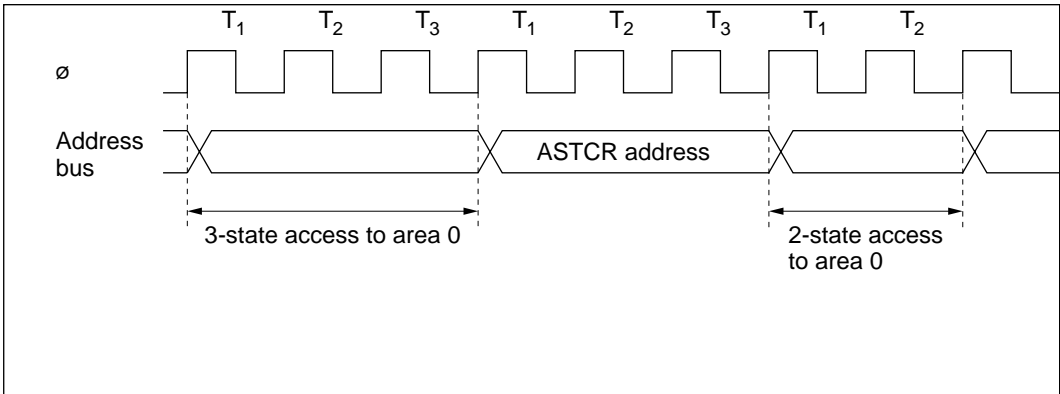 T₁ T₂ T₃ T₁ T₂ T₃ T₁ T₂
ø
Address
bus
ASTCR address
3-state access to area 0
2-state access
to area 0